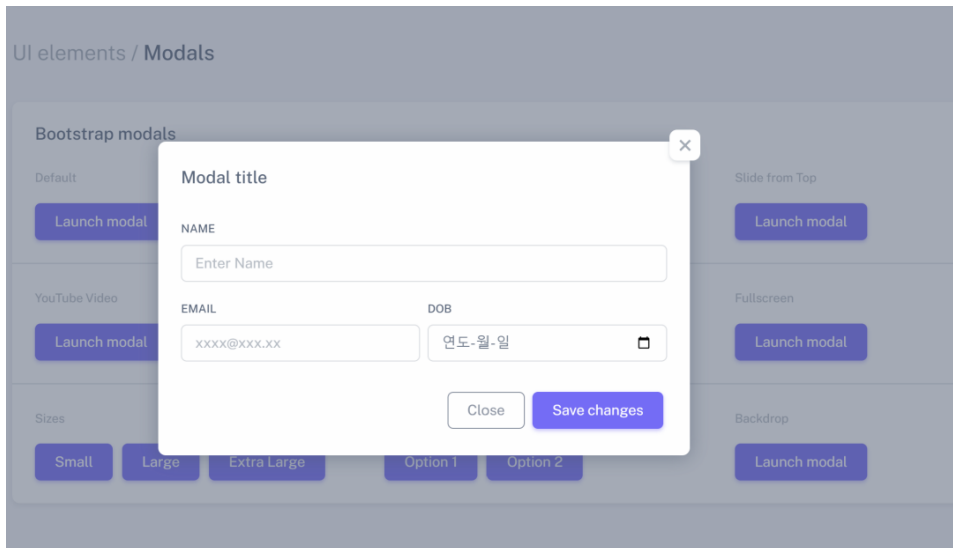 UI elements / Modals
Bootstrap modals
Default
Slide from Top
Launch modal
Launch modal
YouTube Video
Fullscreen
Launch modal
Launch modal
Sizes
Backdrop
Small Large Extra Large Option 1 Option 2 Launch modal
Modal title
NAME
Enter Name
EMAIL DOB
xxxx@xxx.xx 연도-월-일
Close Save changes